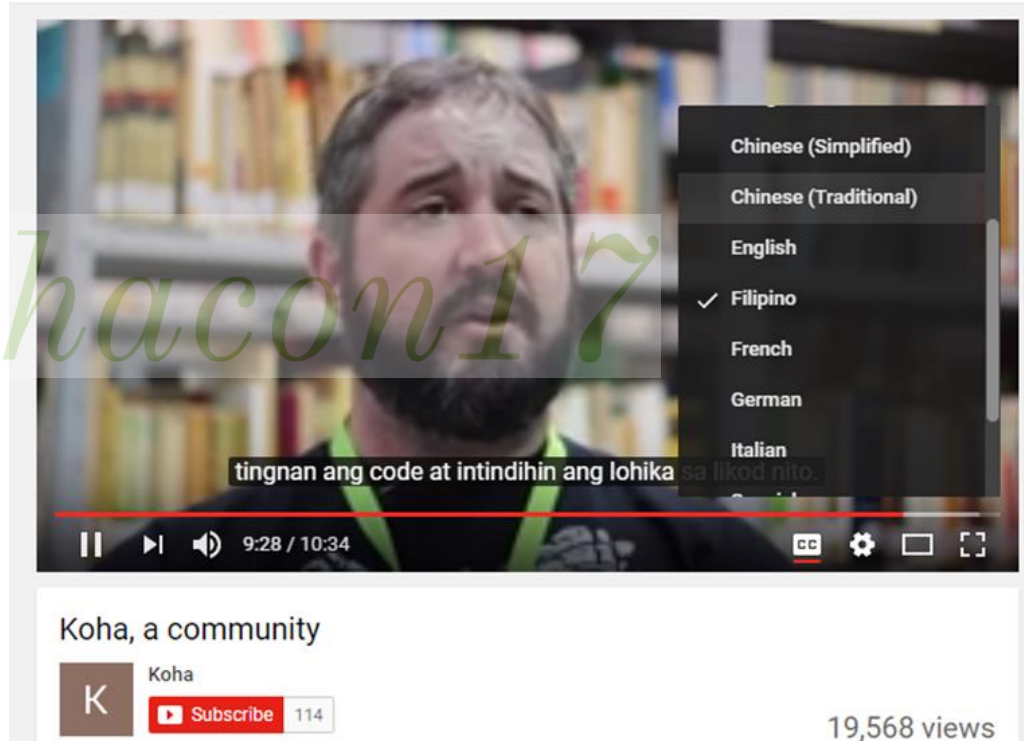 Chinese (Simplified)
Chinese (Traditional)
English
Filipino
French
German
Italian
hacon17
tingnan ang code at intindihin ang lohika sa likod nito.
9:28 / 10:34
CC
Koha, a community
K
Koha
Subscribe 114
19,568 views